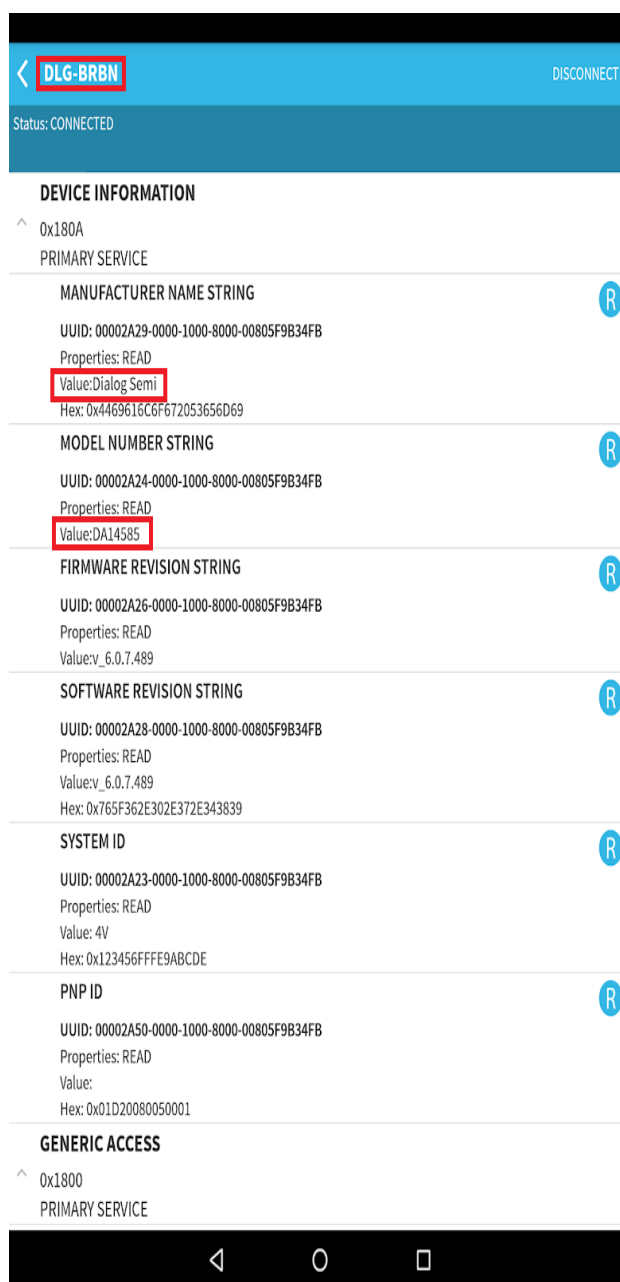 DLG-BRBN
DISCONNECT
Status: CONNECTED
DEVICE INFORMATION
0x180A
PRIMARY SERVICE
MANUFACTURER NAME STRING
R
UUID: 00002A29-0000-1000-8000-00805F9B34FB
Properties: READ
Value:Dialog Semi
Hex: 0x4469616C6F672053656D69
MODEL NUMBER STRING
R
UUID: 00002A24-0000-1000-8000-00805F9B34FB
Properties: READ
Value:DA14585
FIRMWARE REVISION STRING
R
UUID: 00002A26-0000-1000-8000-00805F9B34FB
Properties: READ
Value:v_6.0.7.489
SOFTWARE REVISION STRING
R
UUID: 00002A28-0000-1000-8000-00805F9B34FB
Properties: READ
Value:v_6.0.7.489
Hex: 0x765F362E302E372E343839
SYSTEM ID
R
UUID: 00002A23-0000-1000-8000-00805F9B34FB
Properties: READ
Value: 4V
Hex: 0x123456FFFE9ABCDE
PNP ID
R
UUID: 00002A50-0000-1000-8000-00805F9B34FB
Properties: READ
Value:
Hex: 0x01D20080050001
GENERIC ACCESS
0x1800
PRIMARY SERVICE